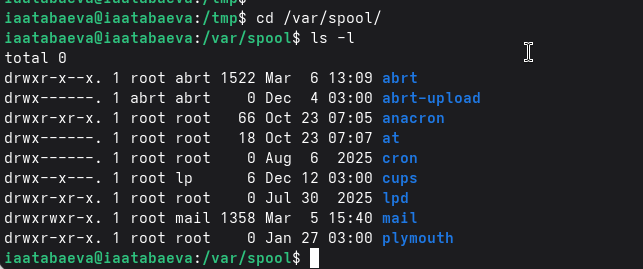 iaatabaeva@iaatabaeva:/tmp$ cd /var/spool/
iaatabaeva@iaatabaeva:/var/spool$ ls -l
total 0
drwxr-x--x. 1 root abrt 1522 Mar  6 13:09 abrt
drwx------. 1 abrt abrt    0 Dec  4 03:00 abrt-upload
drwxr-xr-x. 1 root root   66 Oct 23 07:05 anacron
drwx------. 1 root root   18 Oct 23 07:07 at
drwx------. 1 root root    0 Aug  6  2025 cron
drwx--x---. 1 root lp      6 Dec 12 03:00 cups
drwxr-xr-x. 1 root root    0 Jul 30  2025 lpd
drwxrwxr-x. 1 root mail 1358 Mar  5 15:40 mail
drwxr-xr-x. 1 root root    0 Jan 27 03:00 plymouth
iaatabaeva@iaatabaeva:/var/spool$